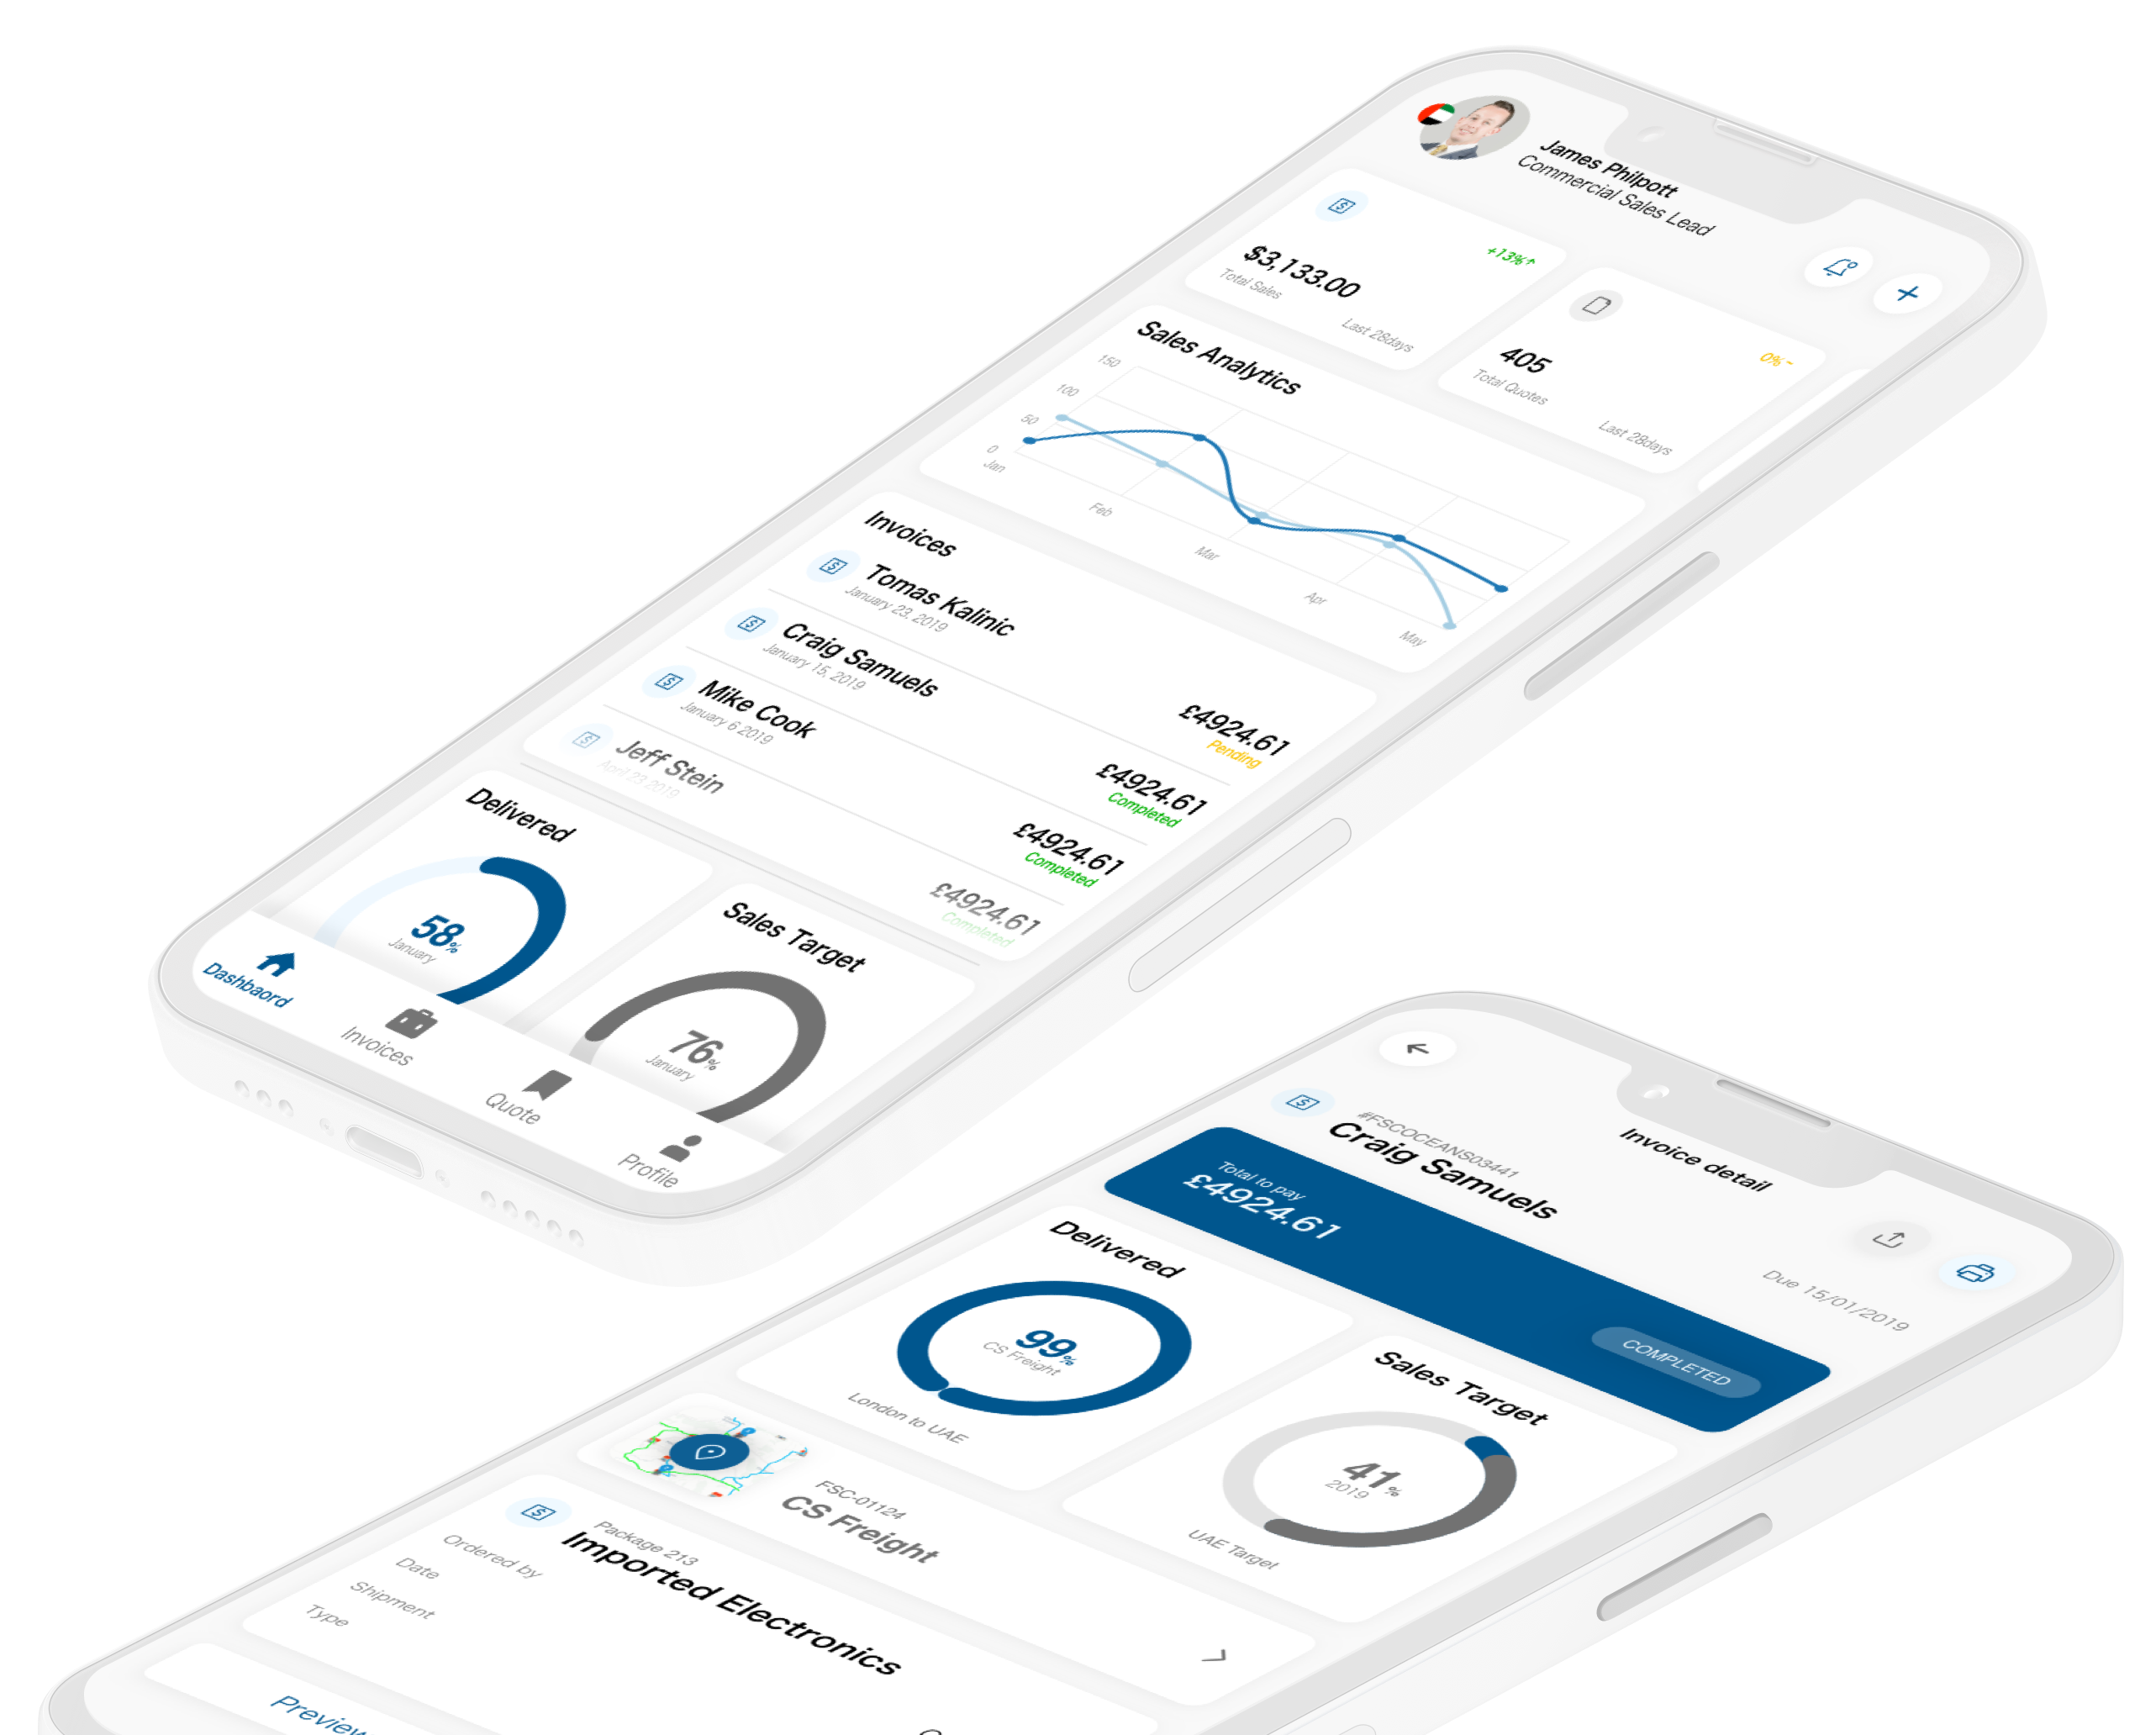 James Philpott
Commercial Sales Lead
+13%↑
$3,133.00
Total Sales
Last 28days
0% -
405
Total Quotes
Last 28days
Sales Analytics
150
100
50
0
Jan
Feb
Mar
Apr
May
Invoices
Tomas Kalinic
January 23, 2019
£4924.61
Pending
Craig Samuels
January 15, 2019
£4924.61
Completed
Mike Cook
January 6 2019
£4924.61
Completed
Jeff Stein
April 23 2019
£4924.61
Completed
Delivered
58%
January
Sales Target
76%
January
Dashbaord
Invoices
Quote
Profile
Invoice detail
#FSCOCEANS03441
Craig Samuels
Due 15/01/2019
Total to pay
£4924.61
COMPLETED
Delivered
99%
CS Freight
London to UAE
Sales Target
41%
2019
UAE Target
FSC-01124
CS Freight
Package 213
Imported Electronics
Ordered by
Date
Shipment
Type
Preview